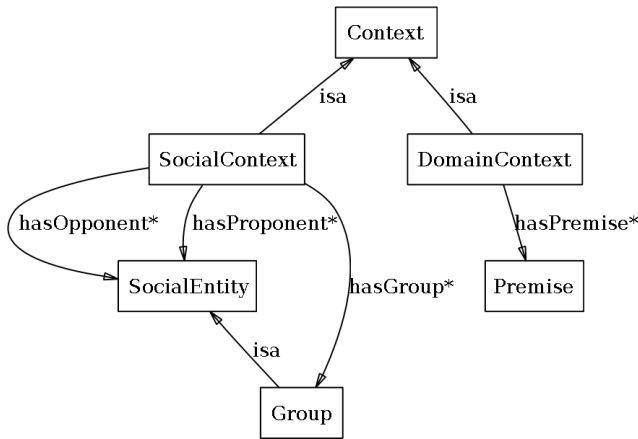 Context
isa
isa
SocialContext
DomainContext
hasOpponent*
hasProponent*
hasPremise*
SocialEntity
hasGroup*
Premise
isa
Group